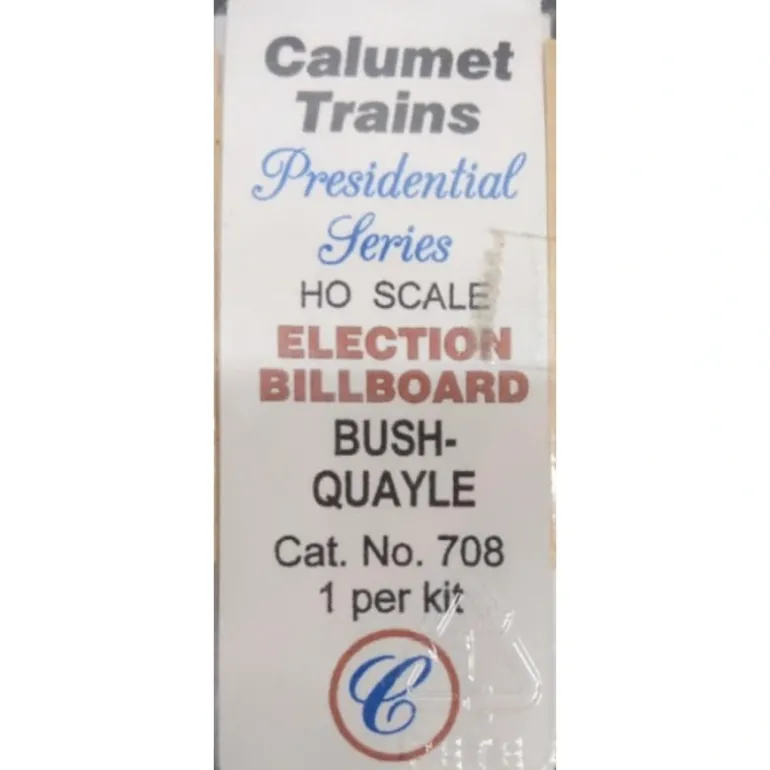 Calumet
Trains
Presidential
Series
HO SCALE
ELECTION
BILLBOARD
BUSH-
QUAYLE
Cat. No. 708
1 per kit
C